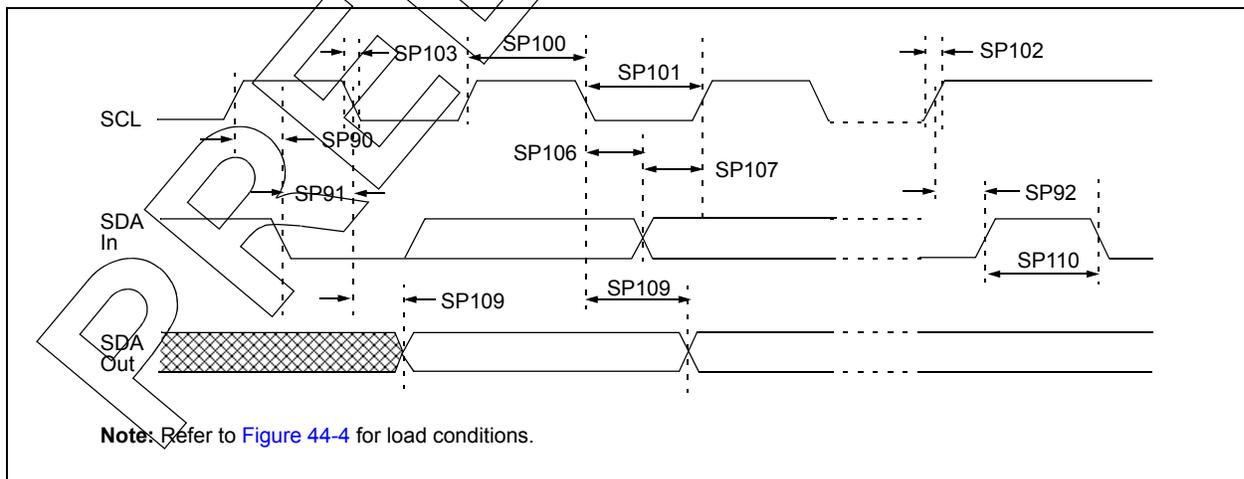 SP103
SP100
SP102
SP101
SCL
SP90
SP106
SP107
SP91
SP92
SDA
In
SP110
SP109
SP109
SDA
Out
Note: Refer to Figure 44-4 for load conditions.
PREL